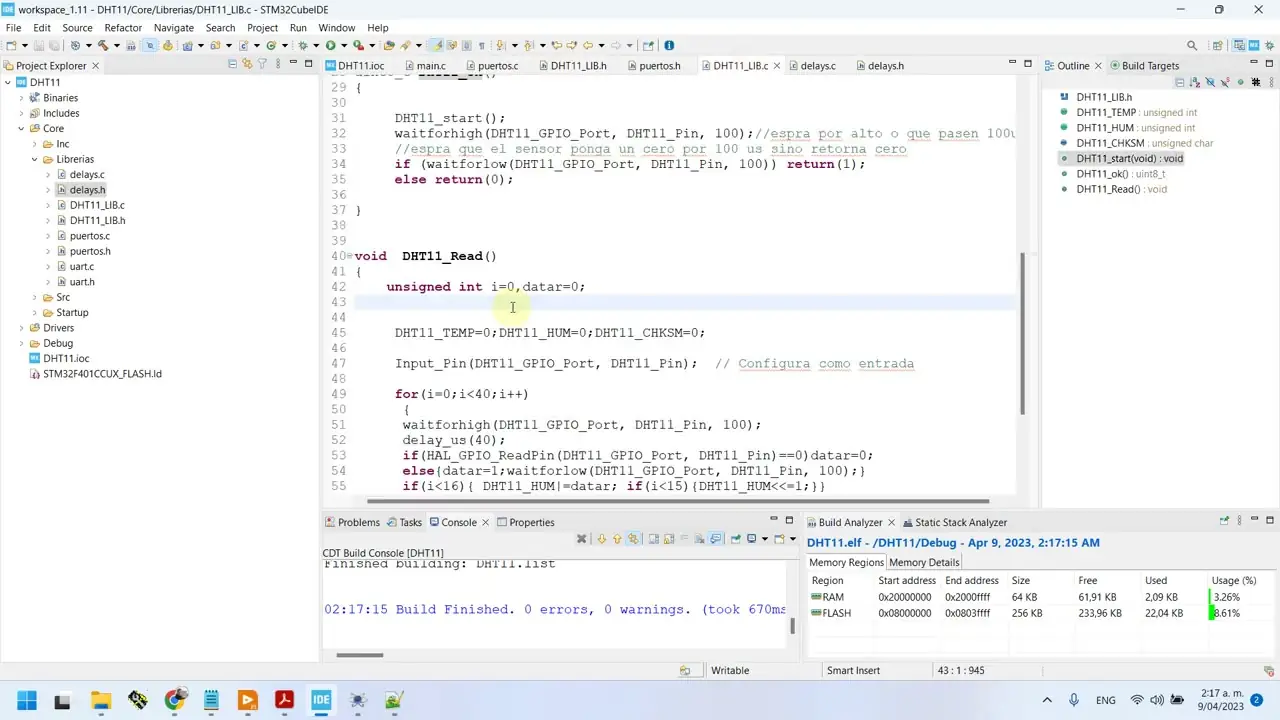 workspace_1.11 - DHT11/Core/Librerias/DHT11_LIB.c - STM32CubeIDE
File Edit Source Refactor Navigate Search Project Run Window Help
Project Explorer
DHT11
Binaries
Includes
Core
Inc
Librerias
delays.c
delays.h
DHT11_LIB.c
DHT11_LIB.h
puertos.c
puertos.h
uart.c
uart.h
Src
Startup
Drivers
Debug
DHT11.ioc
STM32F401CCUX_FLASH.ld
DHT11.ioc main.c puertos.c DHT11_LIB.h puertos.h DHT11_LIB.c delays.c delays.h
29 {
30
31 DHT11_start();
32 waitforhigh(DHT11_GPIO_Port, DHT11_Pin, 100);//espra por alto o que pasen 100u
33 //espra que el sensor ponga un cero por 100 us sino retorna cero
34 if (waitforlow(DHT11_GPIO_Port, DHT11_Pin, 100)) return(1);
35 else return(0);
36
37 }
38
39
40 void DHT11_Read()
41 {
42 unsigned int i=0,datar=0;
43
44
45 DHT11_TEMP=0;DHT11_HUM=0;DHT11_CHKSM=0;
46
47 Input_Pin(DHT11_GPIO_Port, DHT11_Pin); // Configura como entrada
48
49 for(i=0;i<40;i++)
50 {
51 waitforhigh(DHT11_GPIO_Port, DHT11_Pin, 100);
52 delay_us(40);
53 if(HAL_GPIO_ReadPin(DHT11_GPIO_Port, DHT11_Pin)==0)datar=0;
54 else{datar=1;waitforlow(DHT11_GPIO_Port, DHT11_Pin, 100);}
55 if(i<16){ DHT11_HUM|=datar; if(i<15){DHT11_HUM<<=1;}}
Outline Build Targets
DHT11_LIB.h
DHT11_TEMP : unsigned int
DHT11_HUM : unsigned int
DHT11_CHKSM : unsigned char
DHT11_start(void) : void
DHT11_ok() : uint8_t
DHT11_Read() : void
Problems Tasks Console Properties
CDT Build Console [DHT11]
Finished building: DHT11.list
02:17:15 Build Finished. 0 errors, 0 warnings. (took 670ms
Build Analyzer Static Stack Analyzer
DHT11.elf - /DHT11/Debug - Apr 9, 2023, 2:17:15 AM
Memory Regions Memory Details
Region Start address End address Size Free Used Usage (%)
RAM 0x20000000 0x2000ffff 64 KB 61,91 KB 2,09 KB 3.26%
FLASH 0x08000000 0x0803ffff 256 KB 233,96 KB 22,04 KB 8.61%
Writable Smart Insert 43 : 1 : 945
IDE
ENG
2:17 a. m.
9/04/2023
2